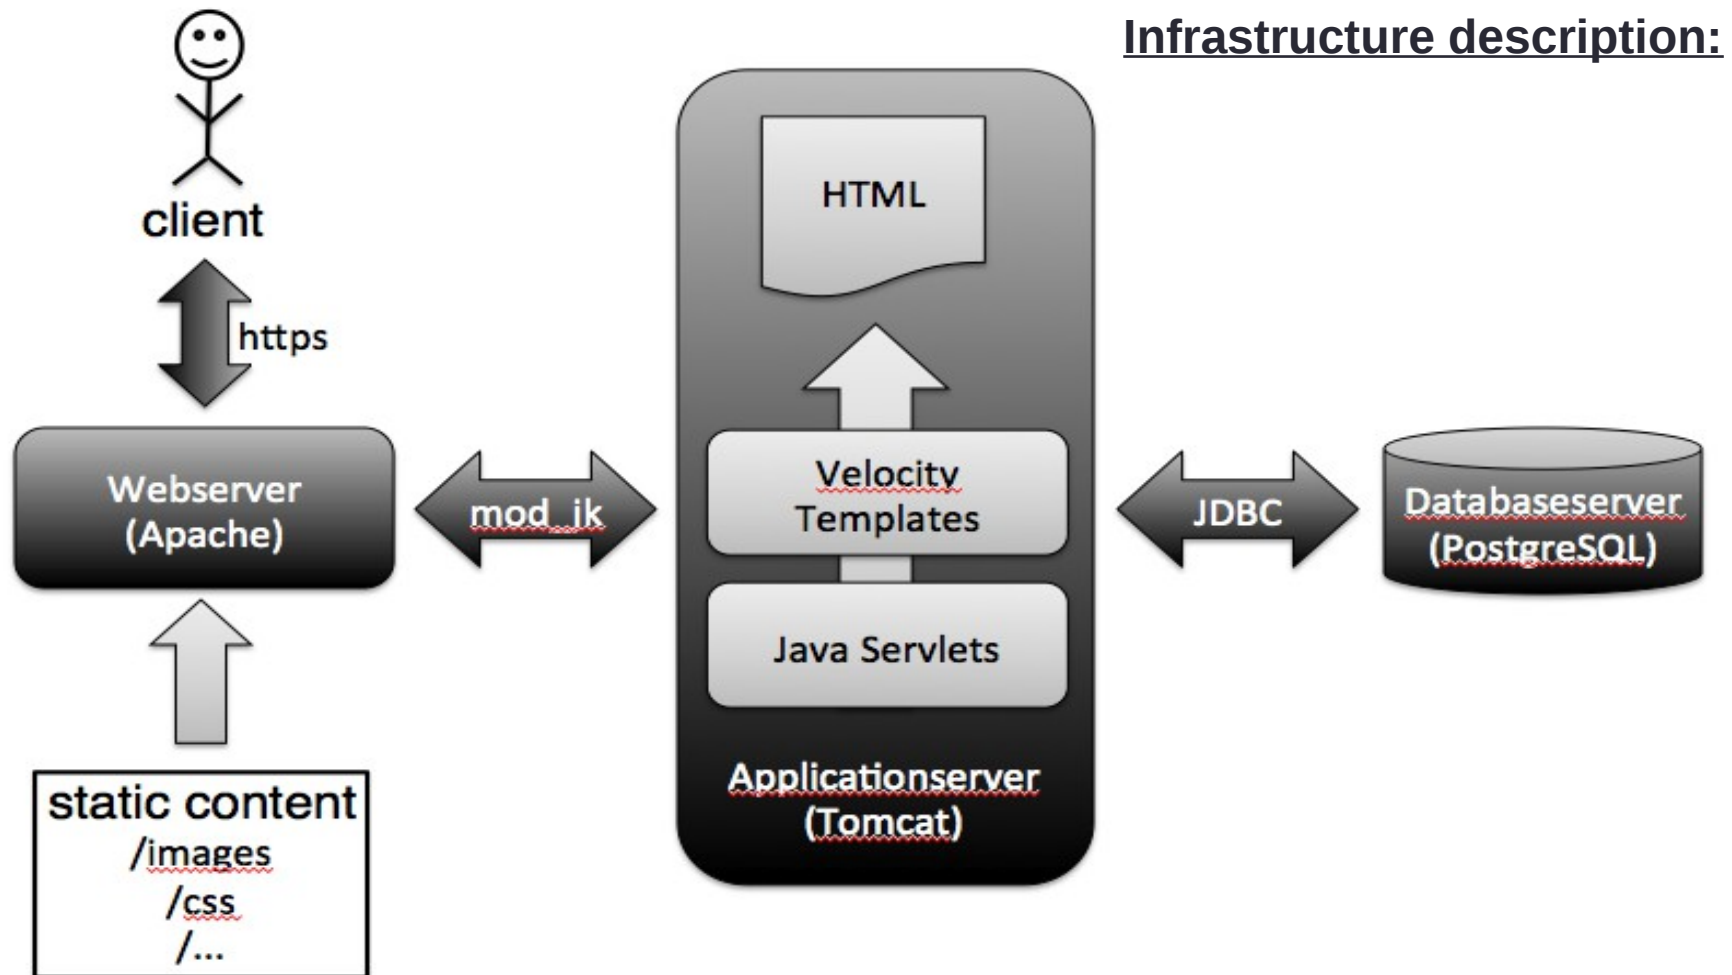 Infrastructure description:
client
https
Webserver
(Apache)
static content
/images
/css
/...
mod_jk
HTML
Velocity
Templates
Java Servlets
Applicationserver
(Tomcat)
JDBC
Databaseserver
(PostgreSQL)